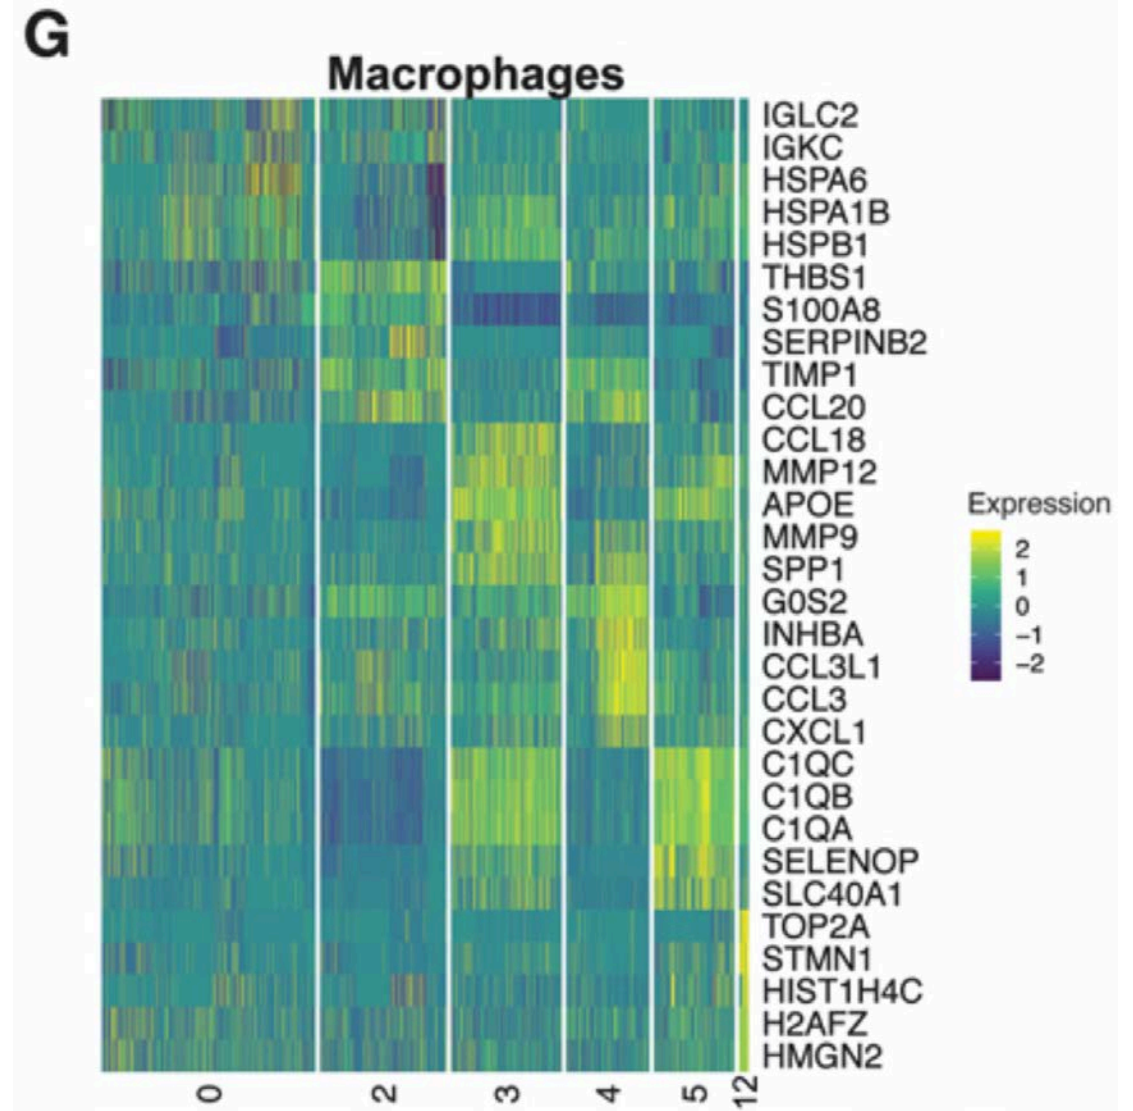 G
Macrophages
IGLC2
IGKC
HSPA6
HSPA1B
HSPB1
THBS1
S100A8
SERPINB2
TIMP1
CCL20
CCL18
MMP12
APOE
MMP9
SPP1
G0S2
INHBA
CCL3L1
CCL3
CXCL1
C1QC
C1QB
C1QA
SELENOP
SLC40A1
TOP2A
STMN1
HIST1H4C
H2AFZ
HMGN2
Expression
2
1
0
−1
−2
0 2 3 4 5 12